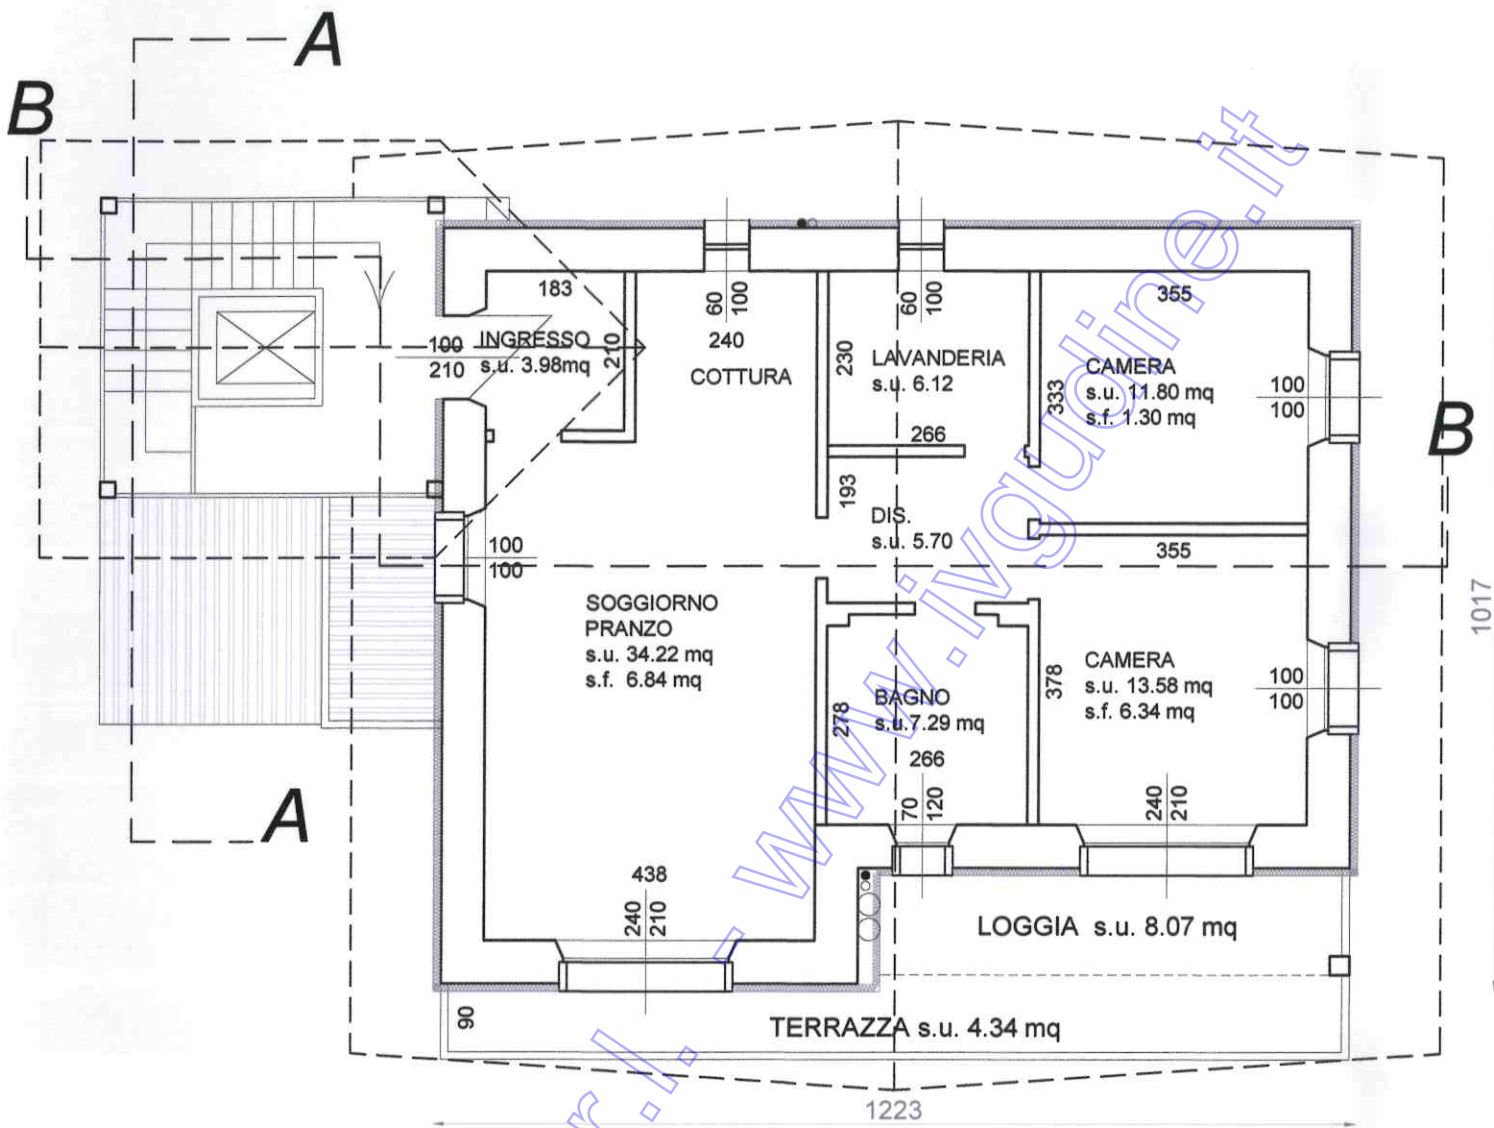 A
B
183
INGRESSO
s.u. 3.98mq
100
210
210
60
100
240
COTTURA
60
100
230
LAVANDERIA
s.u. 6.12
266
355
CAMERA
s.u. 11.80 mq
s.f. 1.30 mq
333
100
100
B
193
DIS.
s.u. 5.70
100
100
355
SOGGIORNO
PRANZO
s.u. 34.22 mq
s.f. 6.84 mq
CAMERA
s.u. 13.58 mq
s.f. 6.34 mq
378
100
100
BAGNO
s.u.7.29 mq
278
266
70
120
240
210
A
438
240
210
LOGGIA s.u. 8.07 mq
90
TERRAZZA s.u. 4.34 mq
1223
1017
r.l. - www.ivgudine.it